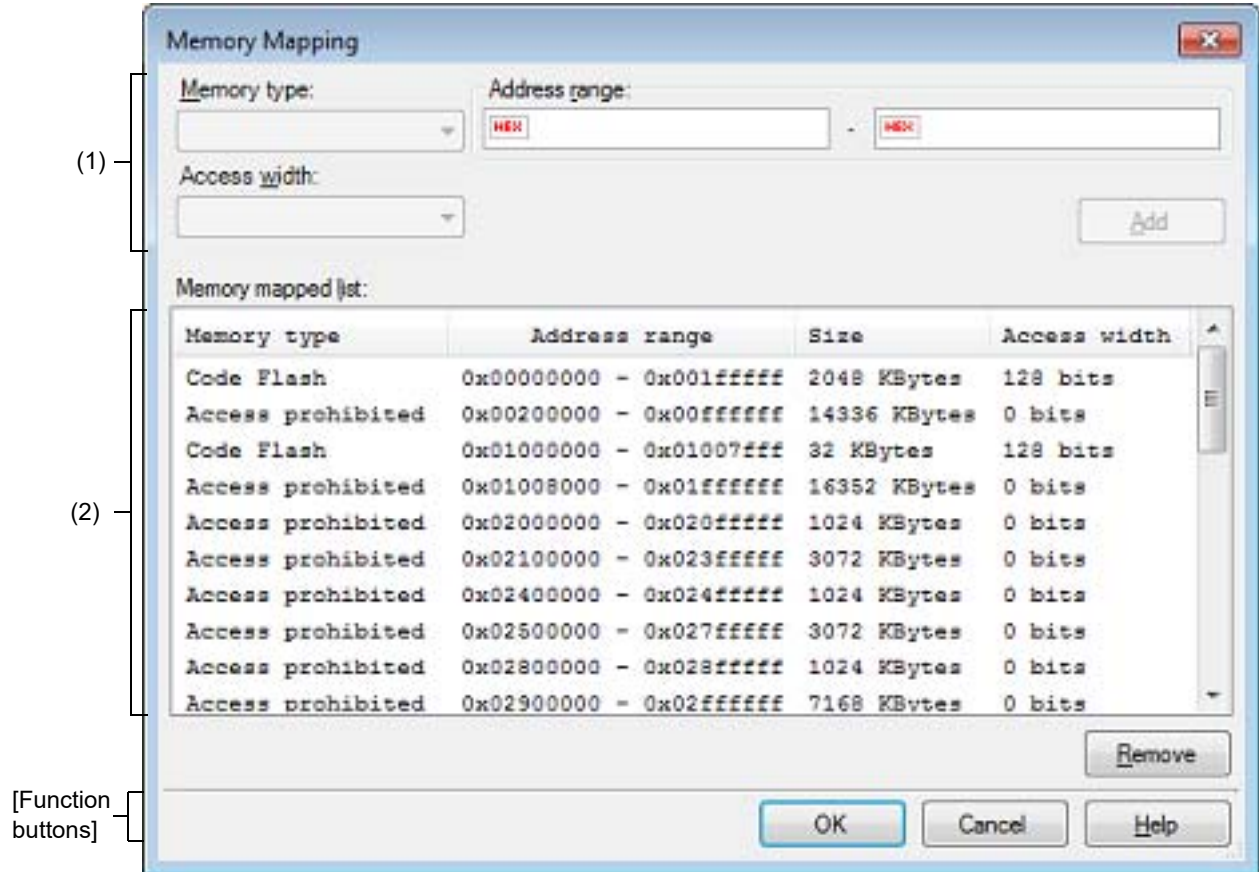 Memory Mapping
Memory type: Address range:
HEX - HEX
(1)
Access width:
Add
Memory mapped list:
Memory type Address range Size Access width
Code Flash 0x00000000 - 0x001fffff 2048 KBytes 128 bits
Access prohibited 0x00200000 - 0x00ffffff 14336 KBytes 0 bits
Code Flash 0x01000000 - 0x01007fff 32 KBytes 128 bits
Access prohibited 0x01008000 - 0x01ffffff 16352 KBytes 0 bits
(2)
Access prohibited 0x02000000 - 0x020fffff 1024 KBytes 0 bits
Access prohibited 0x02100000 - 0x023fffff 3072 KBytes 0 bits
Access prohibited 0x02400000 - 0x024fffff 1024 KBytes 0 bits
Access prohibited 0x02500000 - 0x027fffff 3072 KBytes 0 bits
Access prohibited 0x02800000 - 0x028fffff 1024 KBytes 0 bits
Access prohibited 0x02900000 - 0x02ffffff 7168 KBytes 0 bits
Remove
[Function
buttons]
OK Cancel Help